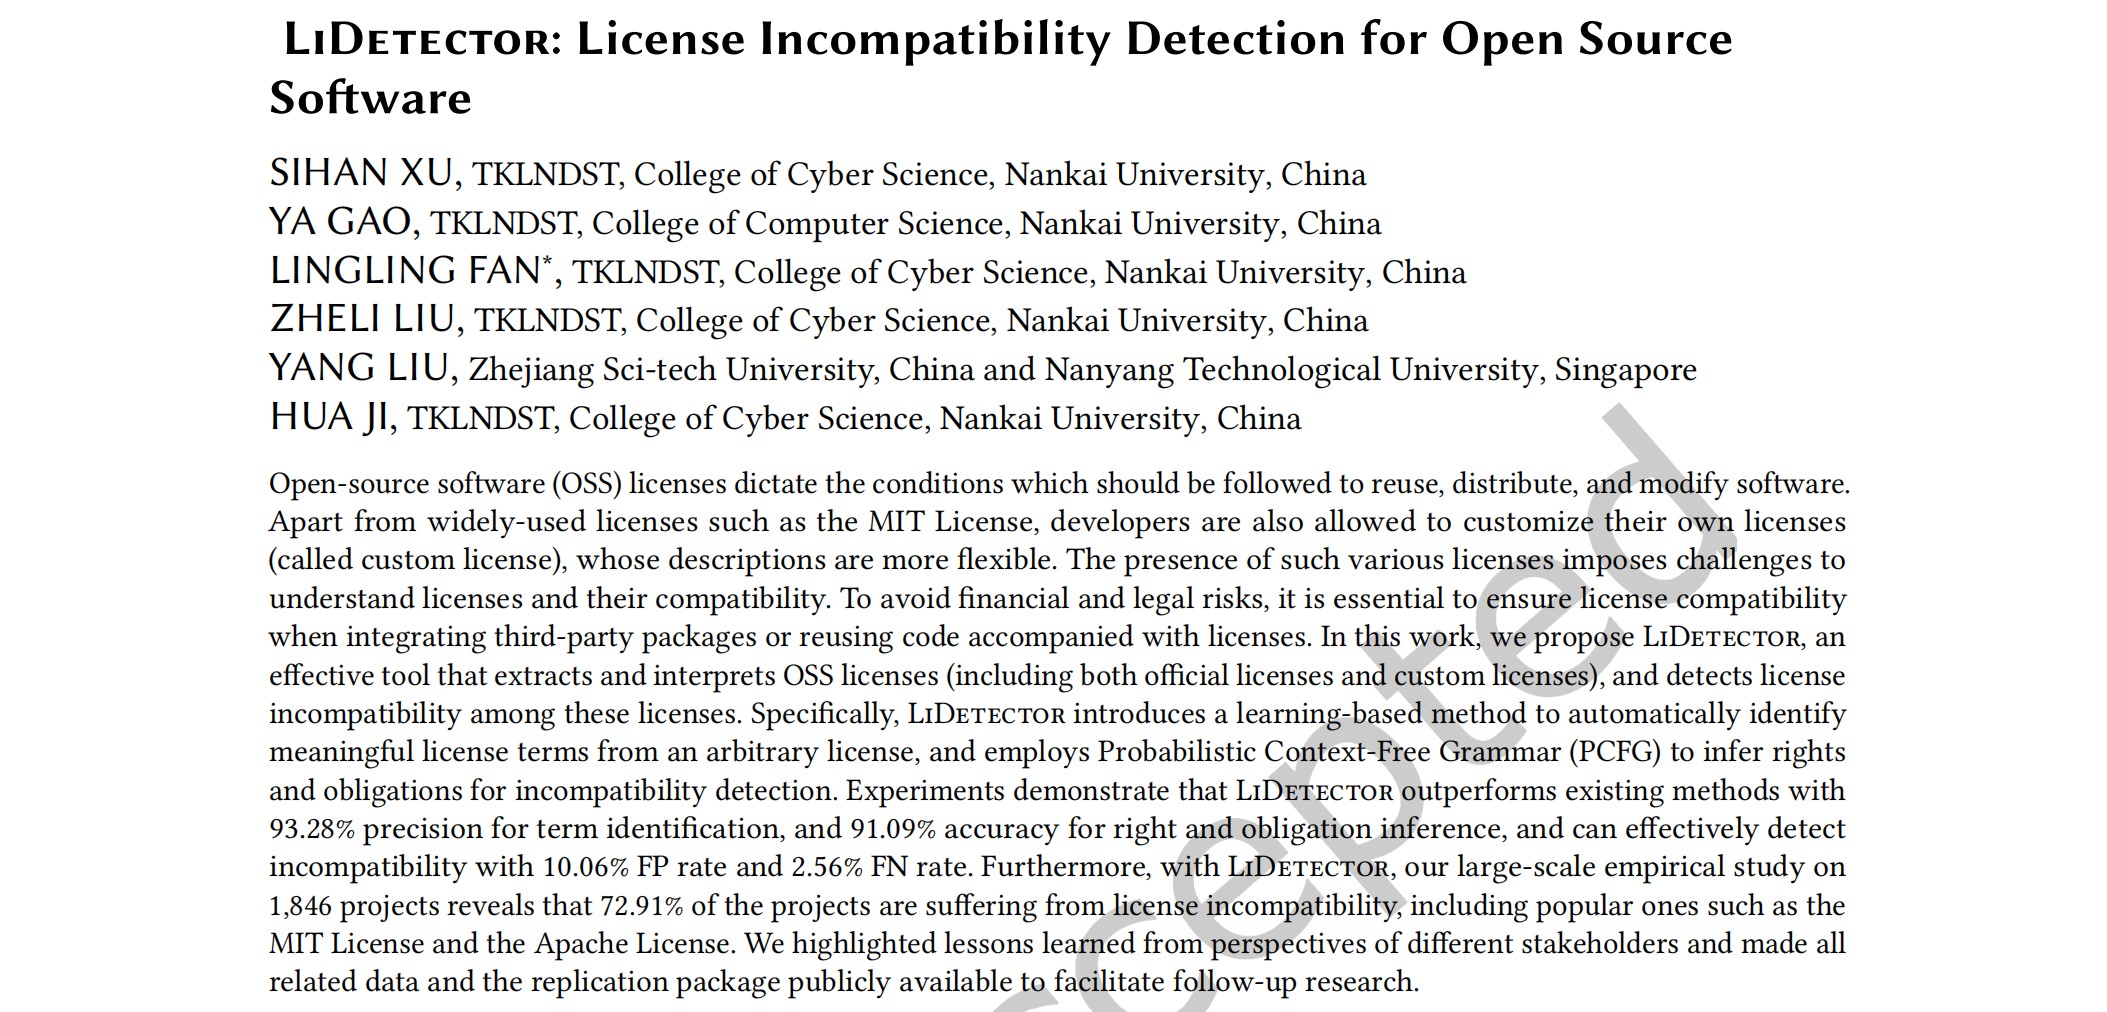 LiDetector: License Incompatibility Detection for Open Source
Software
SIHAN XU, TKLNDST, College of Cyber Science, Nankai University, China
YA GAO, TKLNDST, College of Computer Science, Nankai University, China
LINGLING FAN*, TKLNDST, College of Cyber Science, Nankai University, China
ZHELI LIU, TKLNDST, College of Cyber Science, Nankai University, China
YANG LIU, Zhejiang Sci-tech University, China and Nanyang Technological University, Singapore
HUA JI, TKLNDST, College of Cyber Science, Nankai University, China
Open-source software (OSS) licenses dictate the conditions which should be followed to reuse, distribute, and modify software.
Apart from widely-used licenses such as the MIT License, developers are also allowed to customize their own licenses
(called custom license), whose descriptions are more flexible. The presence of such various licenses imposes challenges to
understand licenses and their compatibility. To avoid financial and legal risks, it is essential to ensure license compatibility
when integrating third-party packages or reusing code accompanied with licenses. In this work, we propose LiDetector, an
effective tool that extracts and interprets OSS licenses (including both official licenses and custom licenses), and detects license
incompatibility among these licenses. Specifically, LiDetector introduces a learning-based method to automatically identify
meaningful license terms from an arbitrary license, and employs Probabilistic Context-Free Grammar (PCFG) to infer rights
and obligations for incompatibility detection. Experiments demonstrate that LiDetector outperforms existing methods with
93.28% precision for term identification, and 91.09% accuracy for right and obligation inference, and can effectively detect
incompatibility with 10.06% FP rate and 2.56% FN rate. Furthermore, with LiDetector, our large-scale empirical study on
1,846 projects reveals that 72.91% of the projects are suffering from license incompatibility, including popular ones such as the
MIT License and the Apache License. We highlighted lessons learned from perspectives of different stakeholders and made all
related data and the replication package publicly available to facilitate follow-up research.
cepted